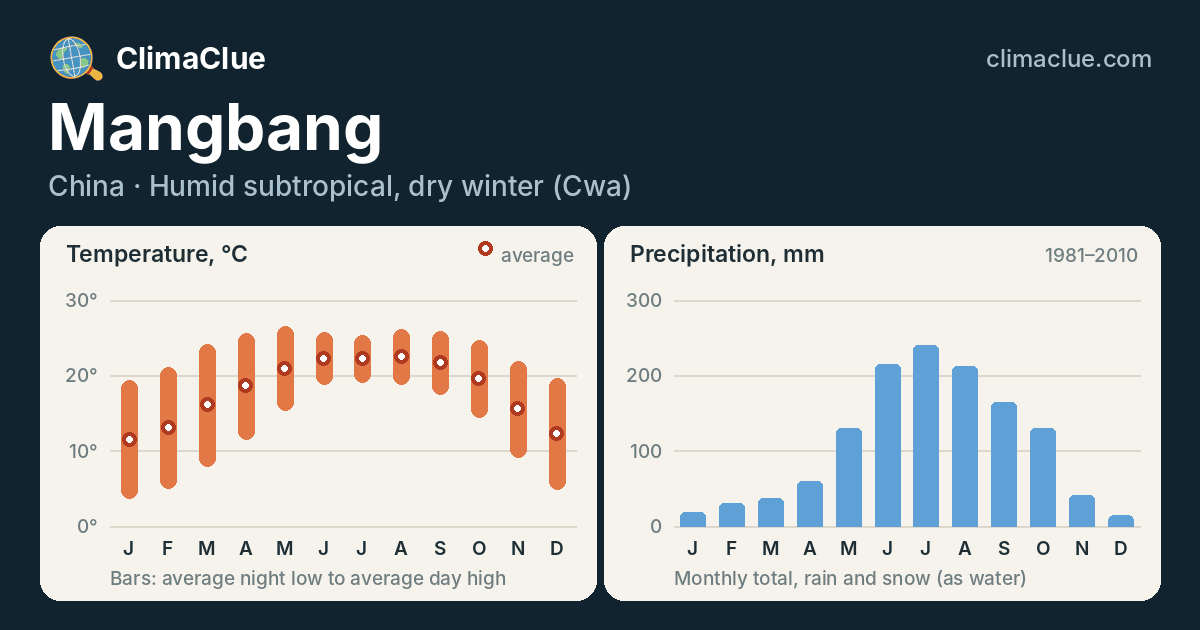 ClimaClue
climaclue.com
Mangbang
China · Humid subtropical, dry winter (Cwa)
Temperature, °C
average
30°
20°
10°
0°
J F M A M J J A S O N D
Bars: average night low to average day high
Precipitation, mm
1981–2010
300
200
100
0
J F M A M J J A S O N D
Monthly total, rain and snow (as water)